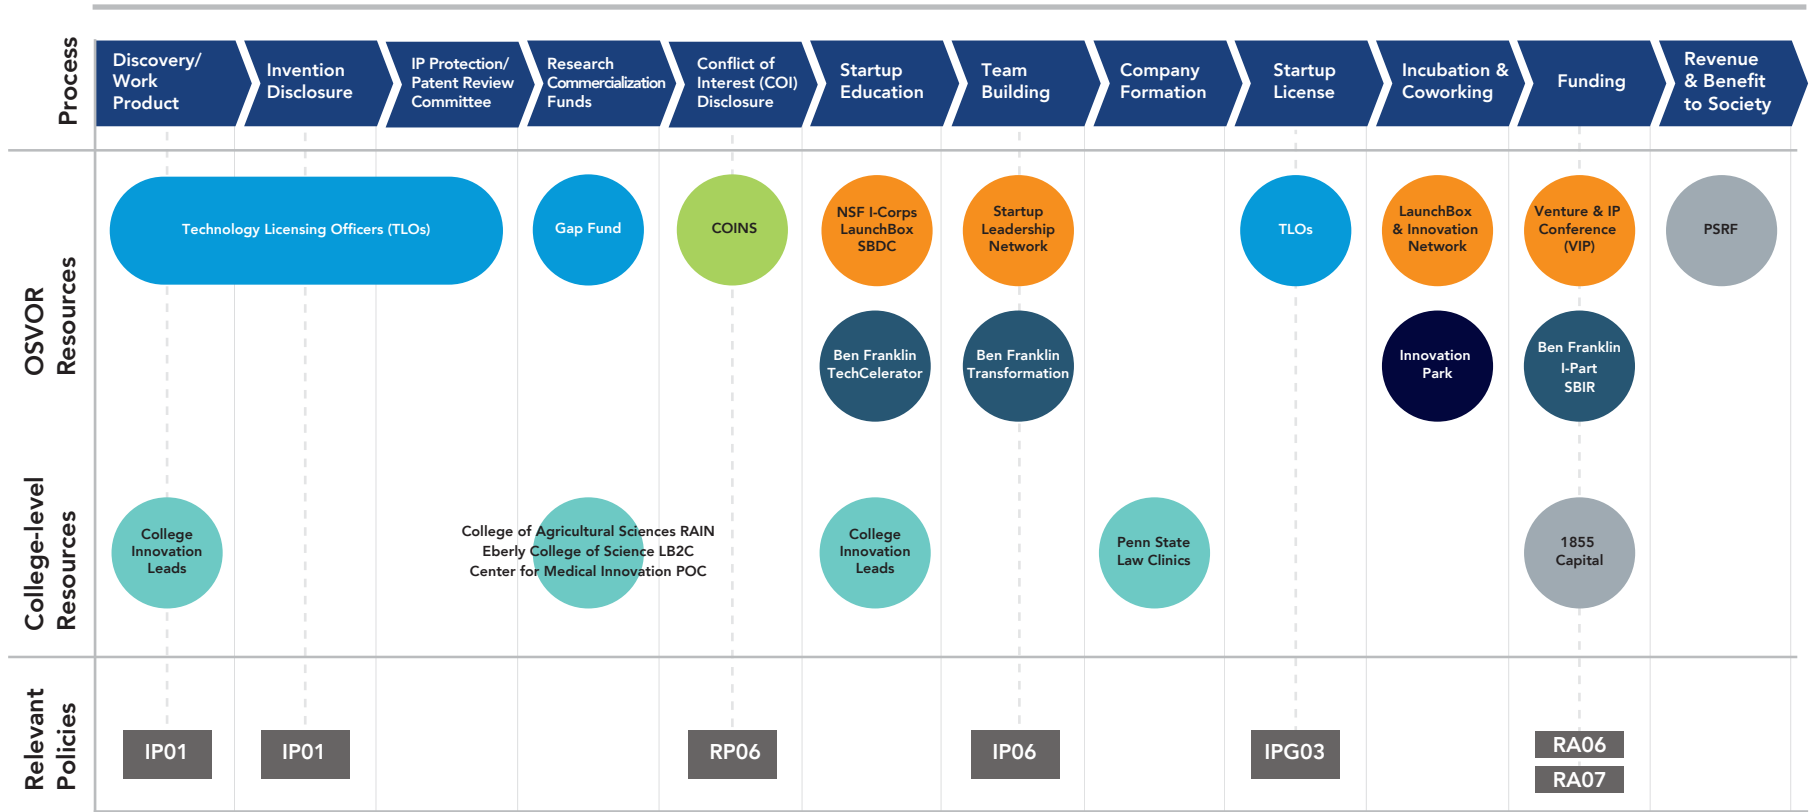 Process
Discovery/
Work
Product
Invention
Disclosure
IP Protection/
Patent Review
Committee
Research
Commercialization
Funds
Conflict of
Interest (COI)
Disclosure
Startup
Education
Team
Building
Company
Formation
Startup
License
Incubation &
Coworking
Funding
Revenue
& Benefit
to Society
OSVOR
Resources
Technology Licensing Officers (TLOs)
Gap Fund
COINS
NSF I-Corps
LaunchBox
SBDC
Startup
Leadership
Network
TLOs
LaunchBox
& Innovation
Network
Venture & IP
Conference
(VIP)
PSRF
Ben Franklin
TechCelerator
Ben Franklin
Transformation
Innovation
Park
Ben Franklin
I-Part
SBIR
College-level
Resources
College
Innovation
Leads
College of Agricultural Sciences RAIN
Eberly College of Science LB2C
Center for Medical Innovation POC
College
Innovation
Leads
Penn State
Law Clinics
1855
Capital
Relevant
Policies
IP01
IP01
RP06
IP06
IPG03
RA06
RA07